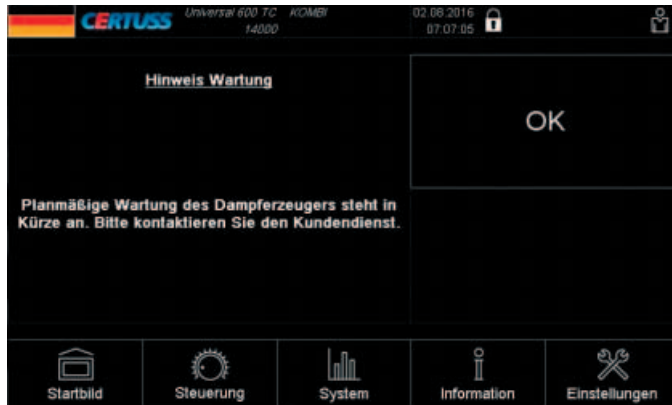 CERTUSS
Universal 600 TC KOMBI
14000
02.08.2016
07:07:05
Hinweis Wartung
OK
Planmäßige Wartung des Dampferzeugers steht in
Kürze an. Bitte kontaktieren Sie den Kundendienst.
Startbild
Steuerung
System
Information
Einstellungen